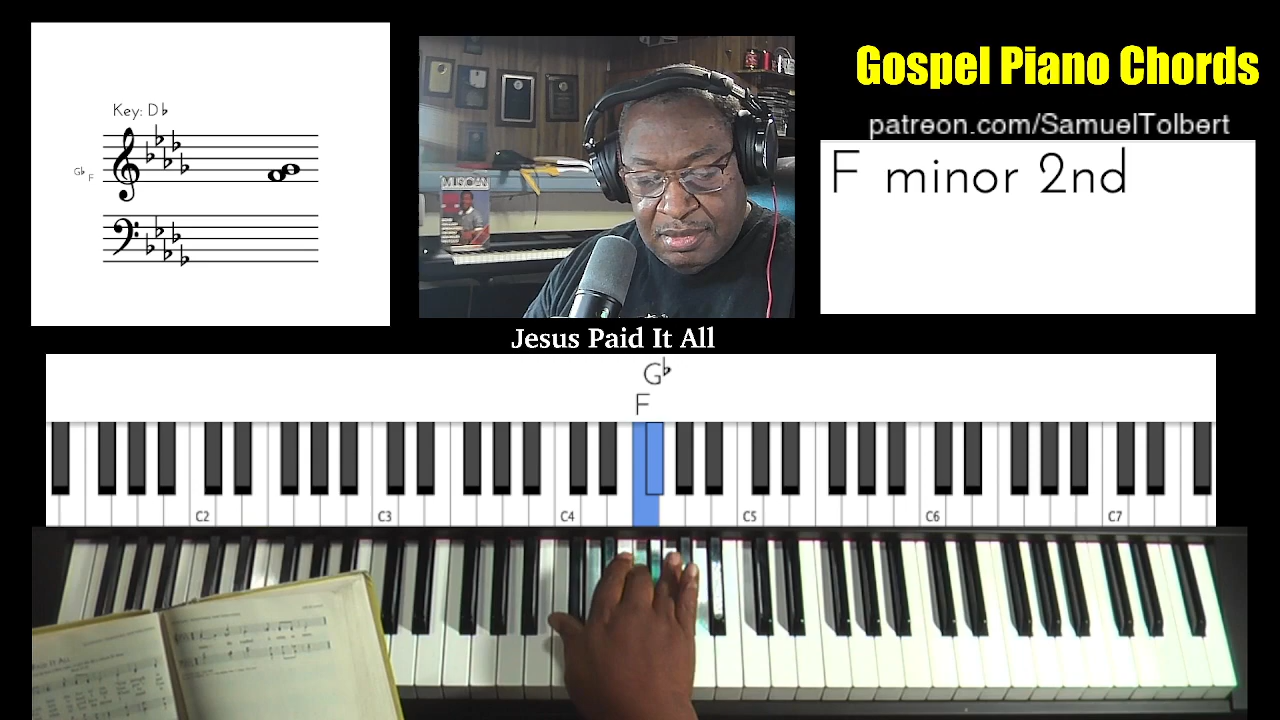 Key: D♭
G♭
F
Gospel Piano Chords
patreon.com/SamuelTolbert
F minor 2nd
Jesus Paid It All
G♭
F
C2 C3 C4 C5 C6 C7